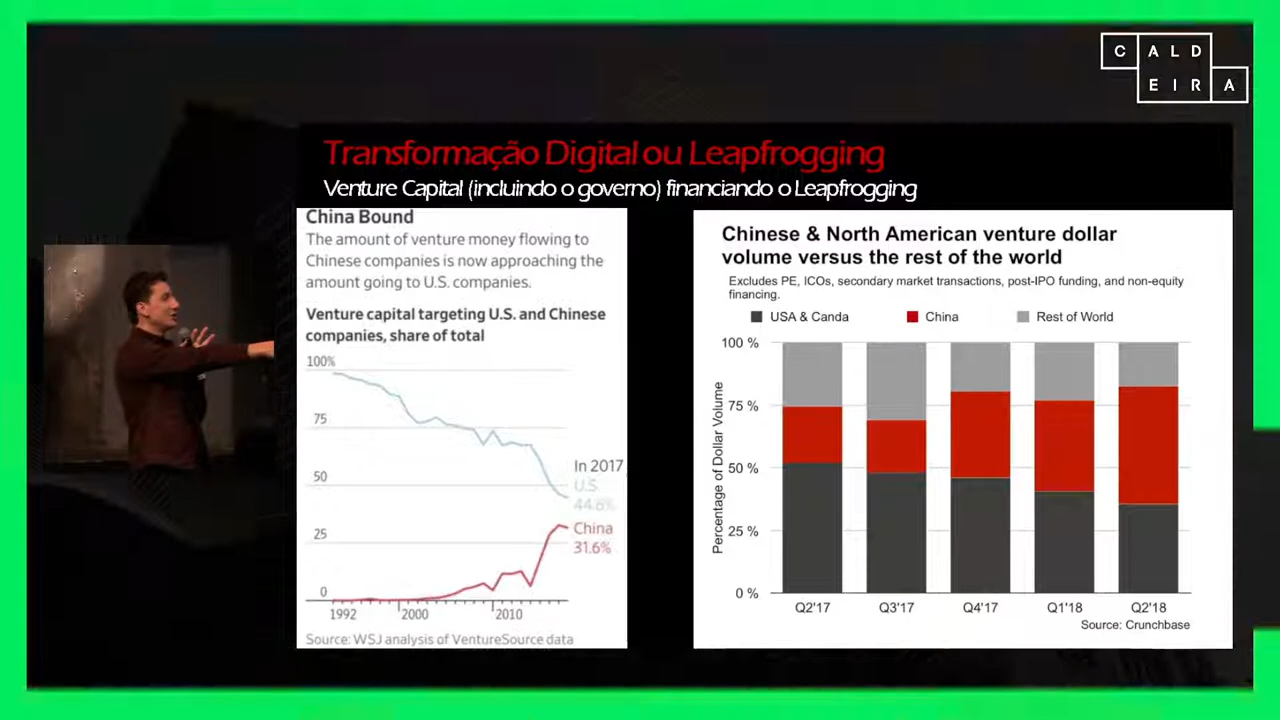 CALD
EIRA
Transformação Digital ou Leapfrogging
Venture Capital (incluindo o governo) financiando o Leapfrogging
China Bound
The amount of venture money flowing to
Chinese companies is now approaching the
amount going to U.S. companies.
Venture capital targeting U.S. and Chinese
companies, share of total
100%
75
50
25
0
In 2017
U.S.
44.6%
China
31.6%
1992 2000 2010
Source: WSJ analysis of VentureSource data
Chinese & North American venture dollar
volume versus the rest of the world
Excludes PE, ICOs, secondary market transactions, post-IPO funding, and non-equity
financing.
USA & Canda China Rest of World
Percentage of Dollar Volume
100 %
75 %
50 %
25 %
0 %
Q2'17 Q3'17 Q4'17 Q1'18 Q2'18
Source: Crunchbase